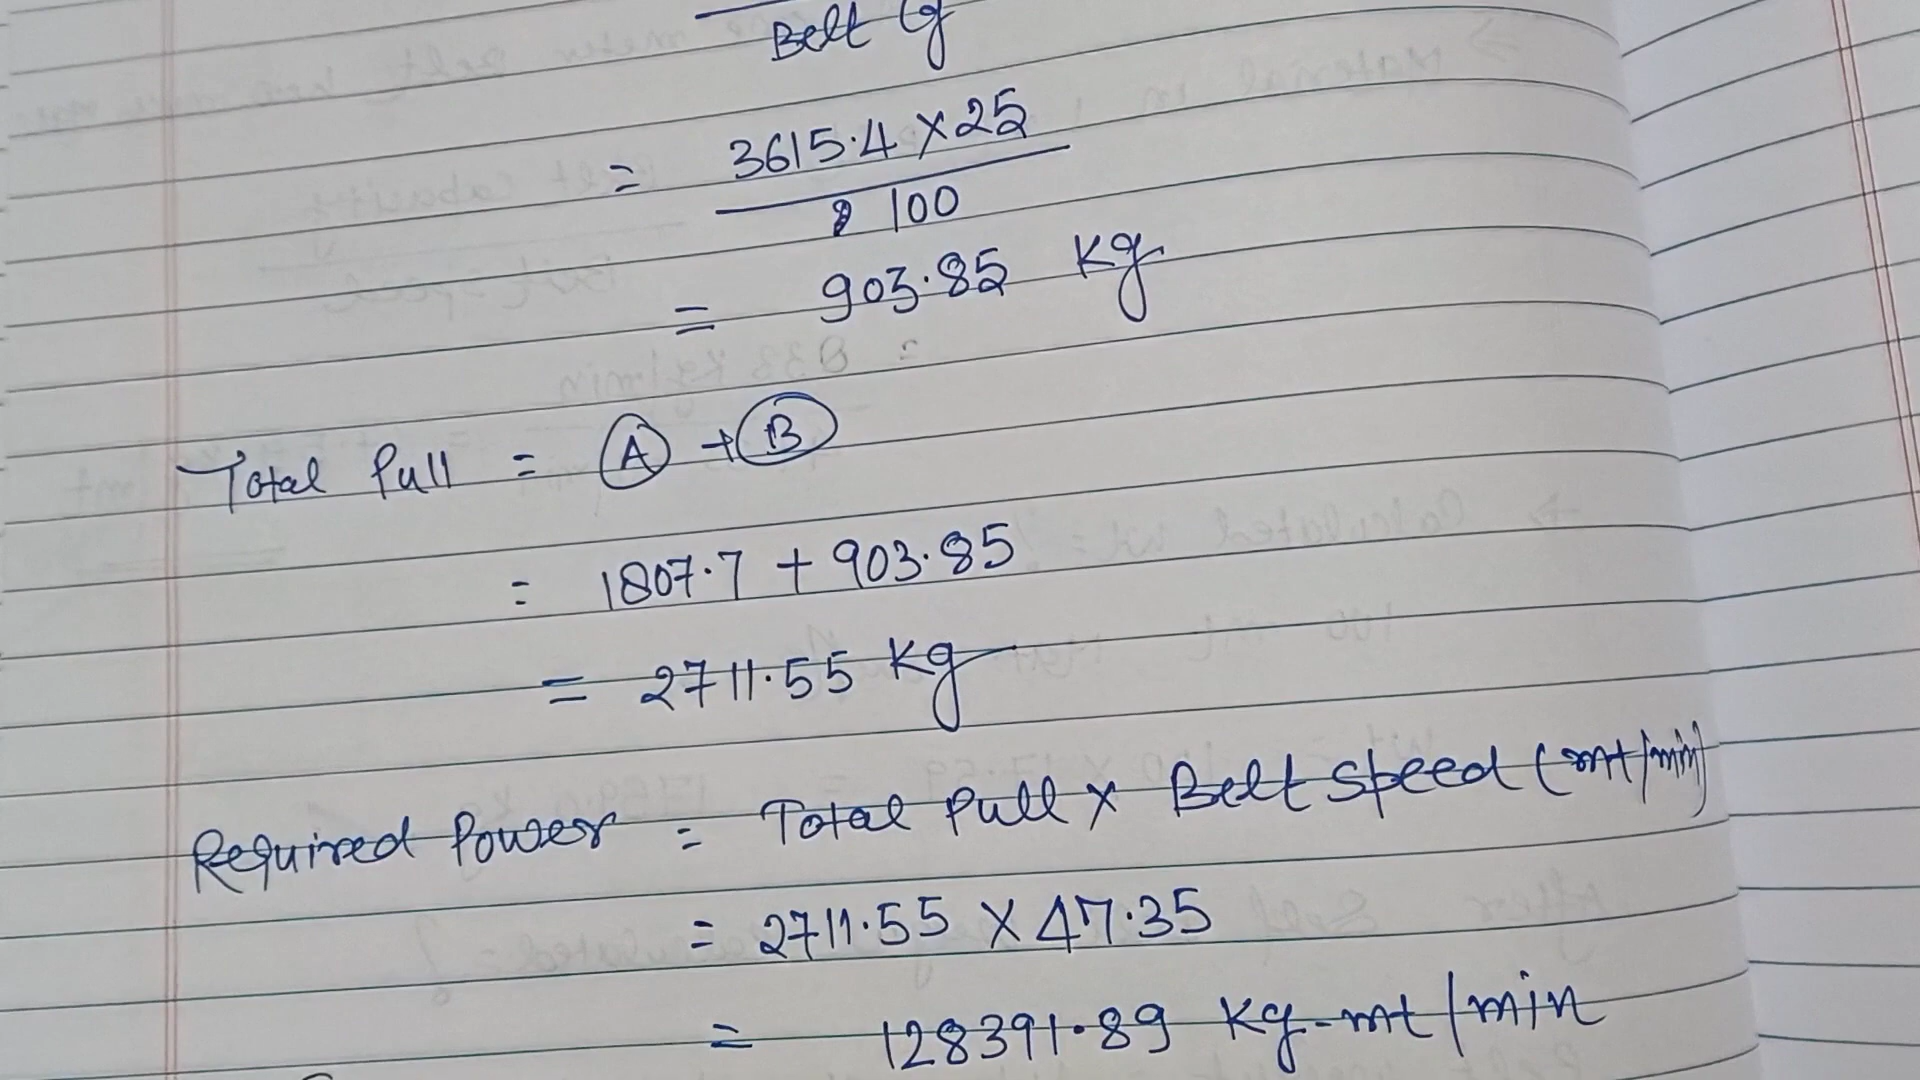 Belt Cg
= 3615.4 X 25
100
= 903.85 Kg
Total Pull = A + B
= 1807.7 + 903.85
= 2711.55 Kg
Required Power = Total Pull X Belt Speed (mt/min)
= 2711.55 X 47.35
= 128391.89 Kg-mt/min